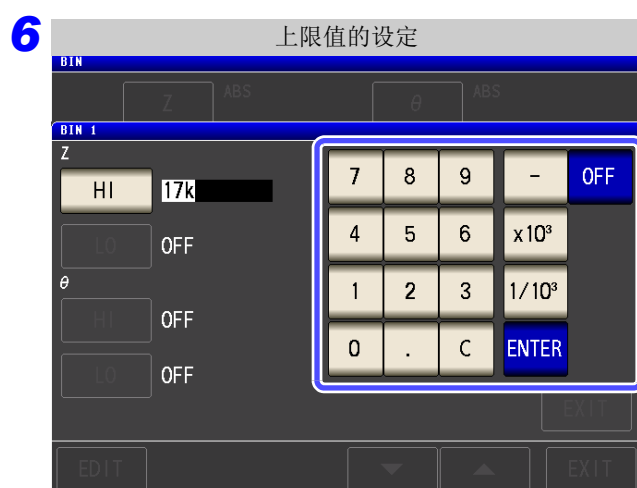 6
上限值的设定
BIN
Z ABS θ ABS
BIN 1
Z
HI 17k
LO OFF
θ
HI OFF
LO OFF
7 8 9 - OFF
4 5 6 x10³
1 2 3 1/10³
0 . C ENTER
EXIT
EDIT ▼ ▲ EXIT